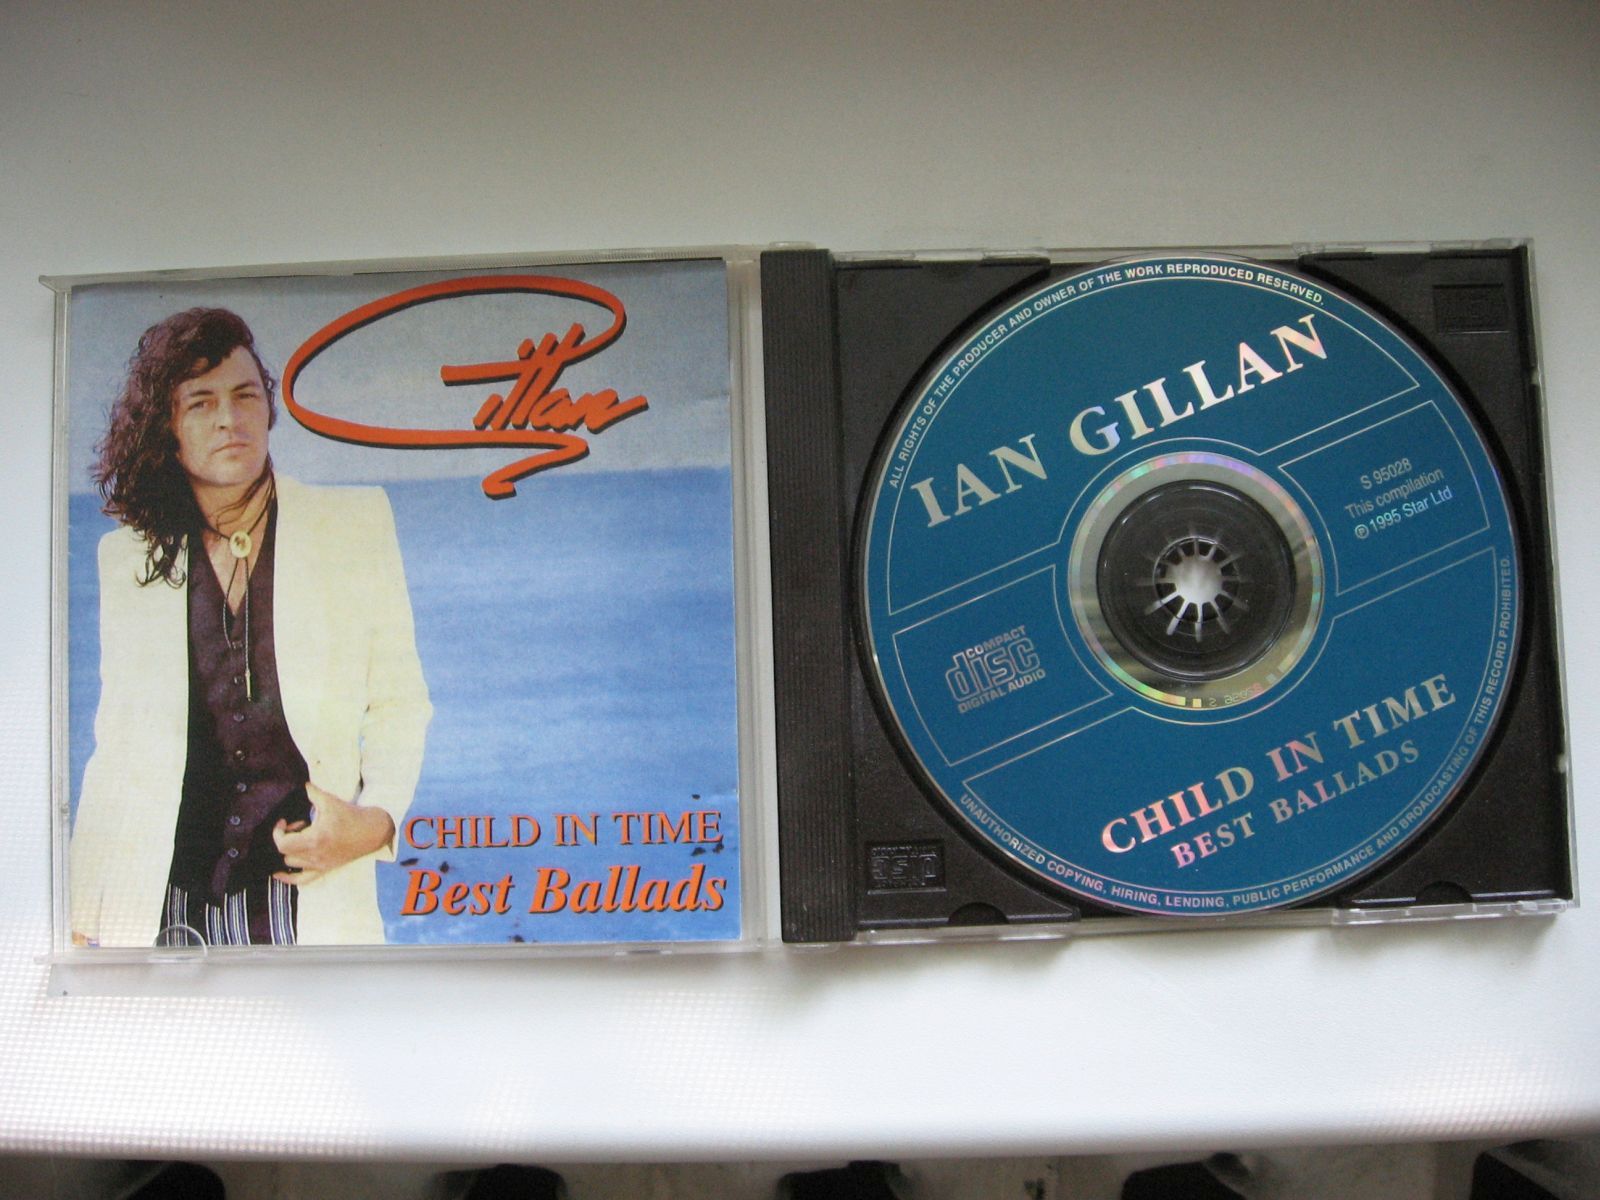 Gillan
CHILD IN TIME
Best Ballads
ALL RIGHTS OF THE PRODUCER AND OWNER OF THE WORK REPRODUCED RESERVED.
IAN GILLAN
S 95028
This compilation
℗ 1995 Star Ltd
COMPACT
disc
DIGITAL AUDIO
CHILD IN TIME
BEST BALLADS
UNAUTHORIZED COPYING, HIRING, LENDING, PUBLIC PERFORMANCE AND BROADCASTING OF THIS RECORD PROHIBITED.